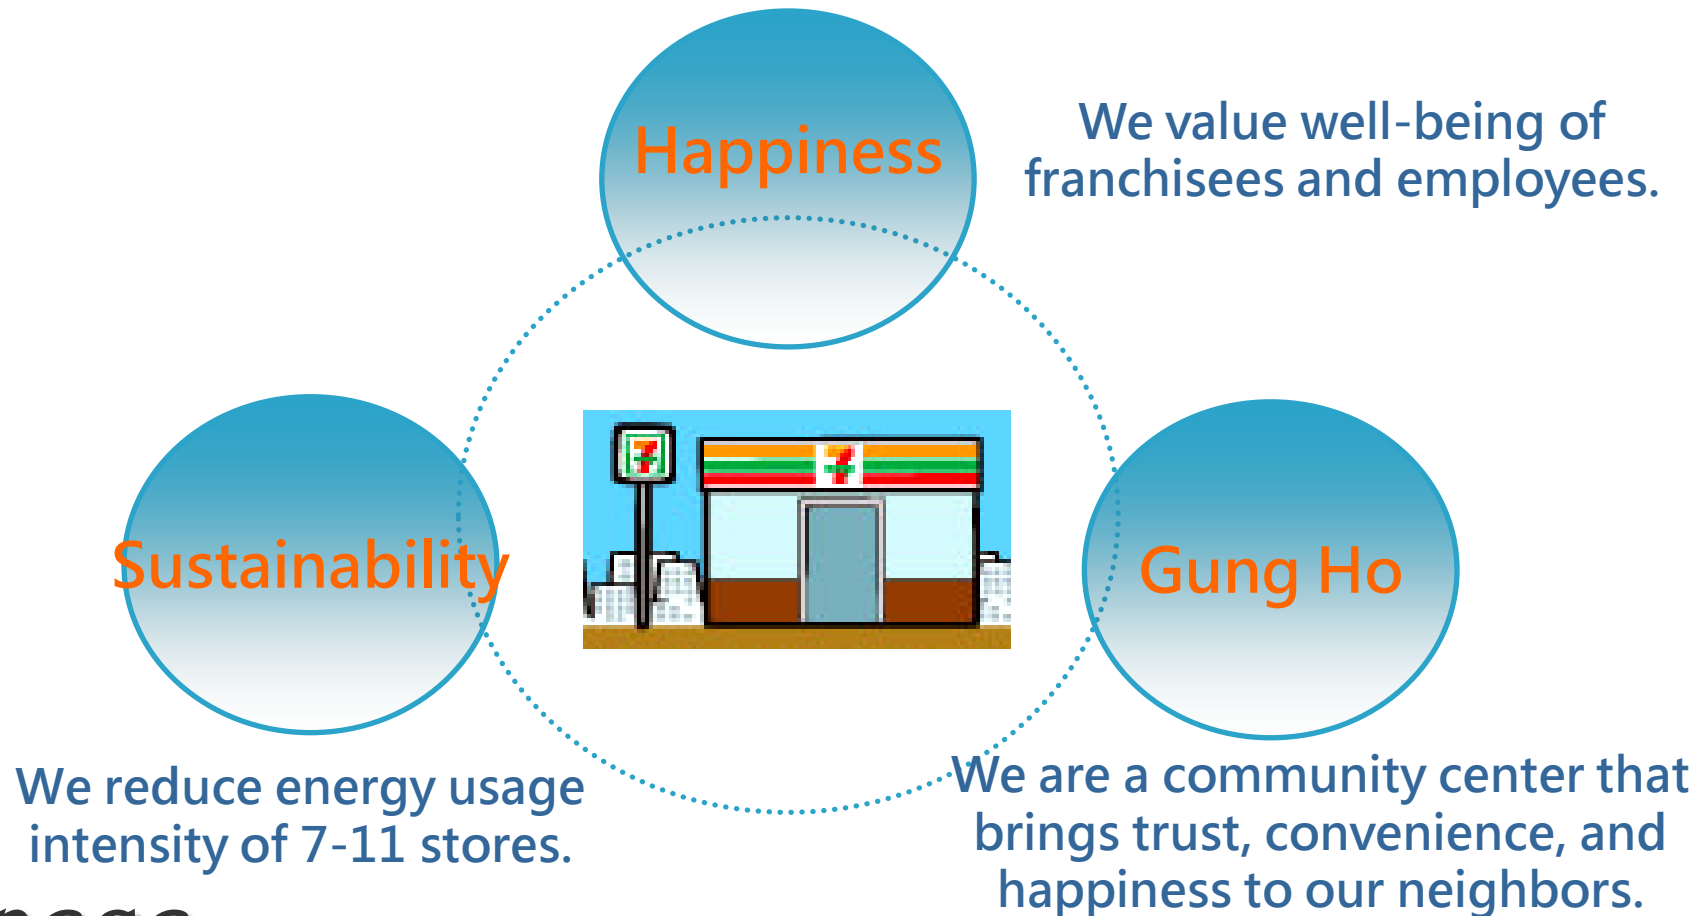 Happiness
We value well-being of
franchisees and employees.
Sustainability
Gung Ho
We reduce energy usage
intensity of 7-11 stores.
We are a community center that
brings trust, convenience, and
happiness to our neighbors.